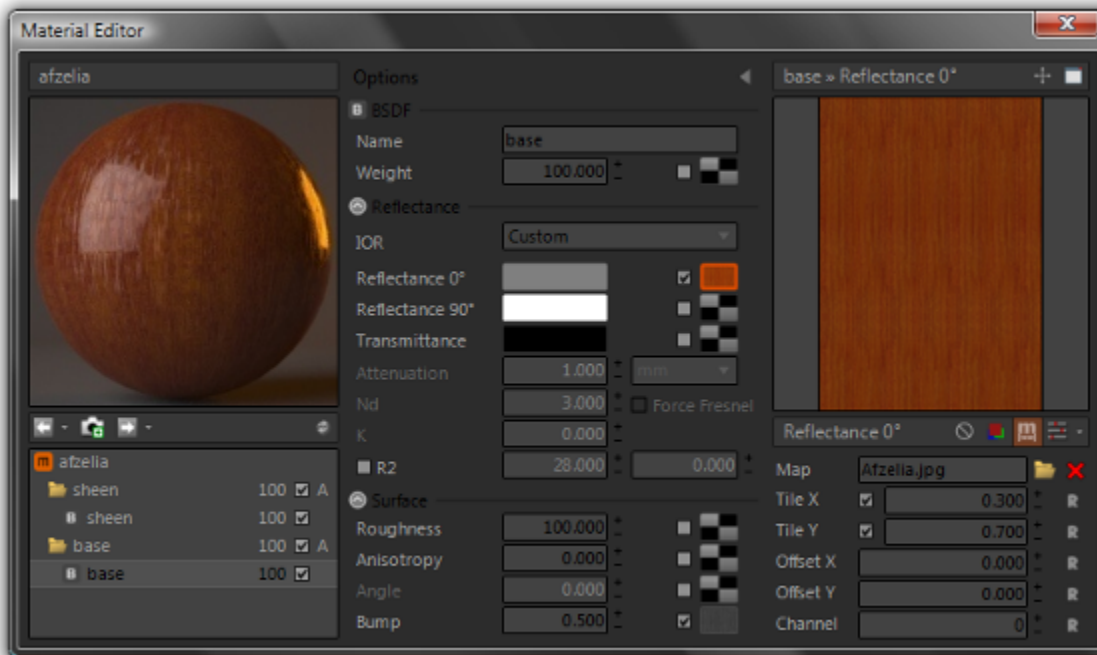 Material Editor
afzelia
Options
B BSDF
Name base
Weight 100.000
Reflectance
IOR Custom
Reflectance 0°
Reflectance 90°
Transmittance
Attenuation 1.000 mm
Nd 3.000 Force Fresnel
K 0.000
R2 28.000 0.000
Surface
Roughness 100.000
Anisotropy 0.000
Angle 0.000
Bump 0.500
m afzelia
sheen 100 A
B sheen 100
base 100 A
B base 100
base » Reflectance 0°
Reflectance 0° m
Map Afzelia.jpg
Tile X 0.300 R
Tile Y 0.700 R
Offset X 0.000 R
Offset Y 0.000 R
Channel 0 R